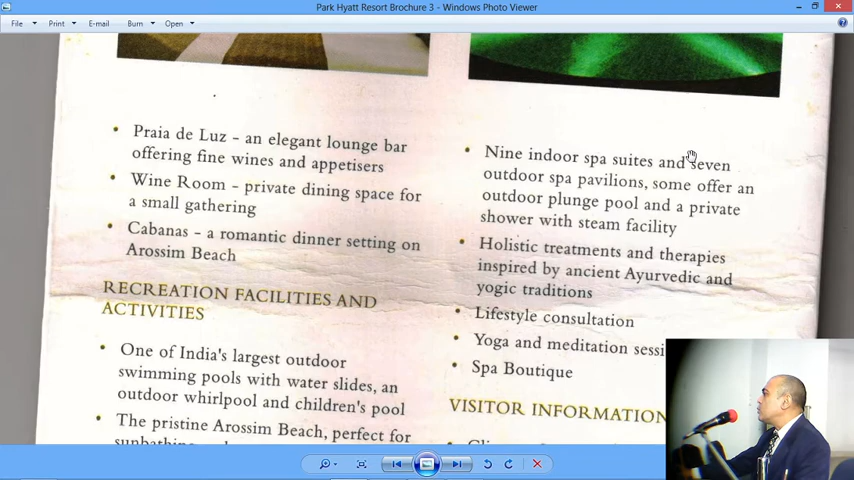 Park Hyatt Resort Brochure 3 - Windows Photo Viewer
File Print E-mail Burn Open
• Praia de Luz - an elegant lounge bar
offering fine wines and appetisers
• Wine Room - private dining space for
a small gathering
• Cabanas - a romantic dinner setting on
Arossim Beach
RECREATION FACILITIES AND
ACTIVITIES
• One of India's largest outdoor
swimming pools with water slides, an
outdoor whirlpool and children's pool
• The pristine Arossim Beach, perfect for
• Nine indoor spa suites and seven
outdoor spa pavilions, some offer an
outdoor plunge pool and a private
shower with steam facility
• Holistic treatments and therapies
inspired by ancient Ayurvedic and
yogic traditions
• Lifestyle consultation
• Yoga and meditation sessi
• Spa Boutique
VISITOR INFORMATION